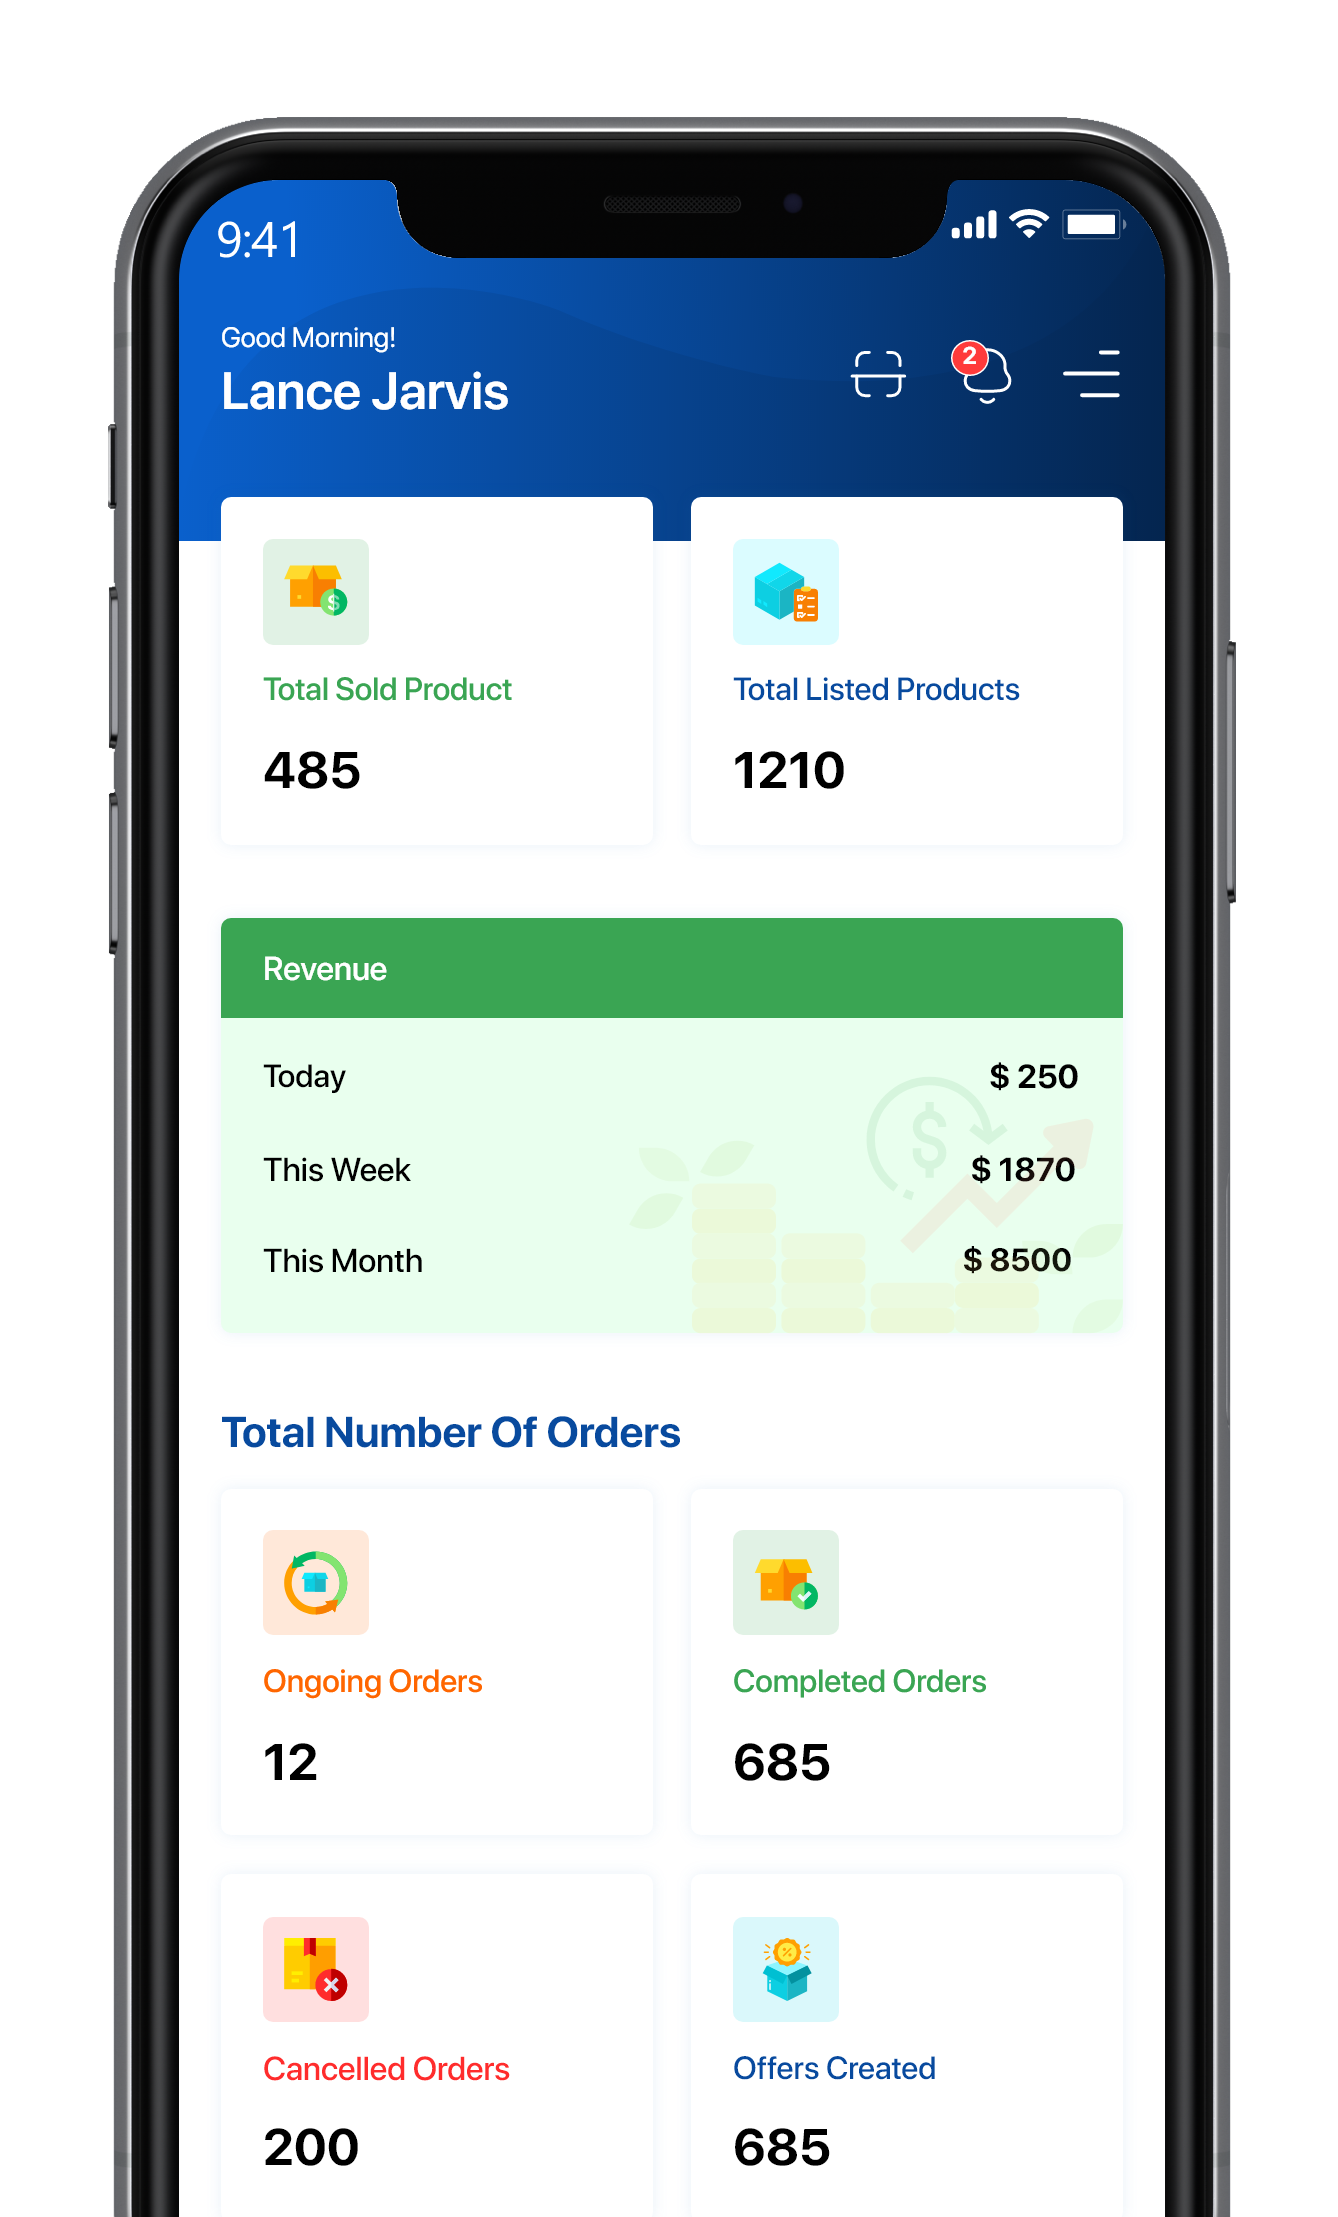 9:41
Good Morning!
Lance Jarvis
2
Total Sold Product
485
Total Listed Products
1210
Revenue
Today
$ 250
This Week
$ 1870
This Month
$ 8500
Total Number Of Orders
Ongoing Orders
12
Completed Orders
685
Cancelled Orders
200
Offers Created
685